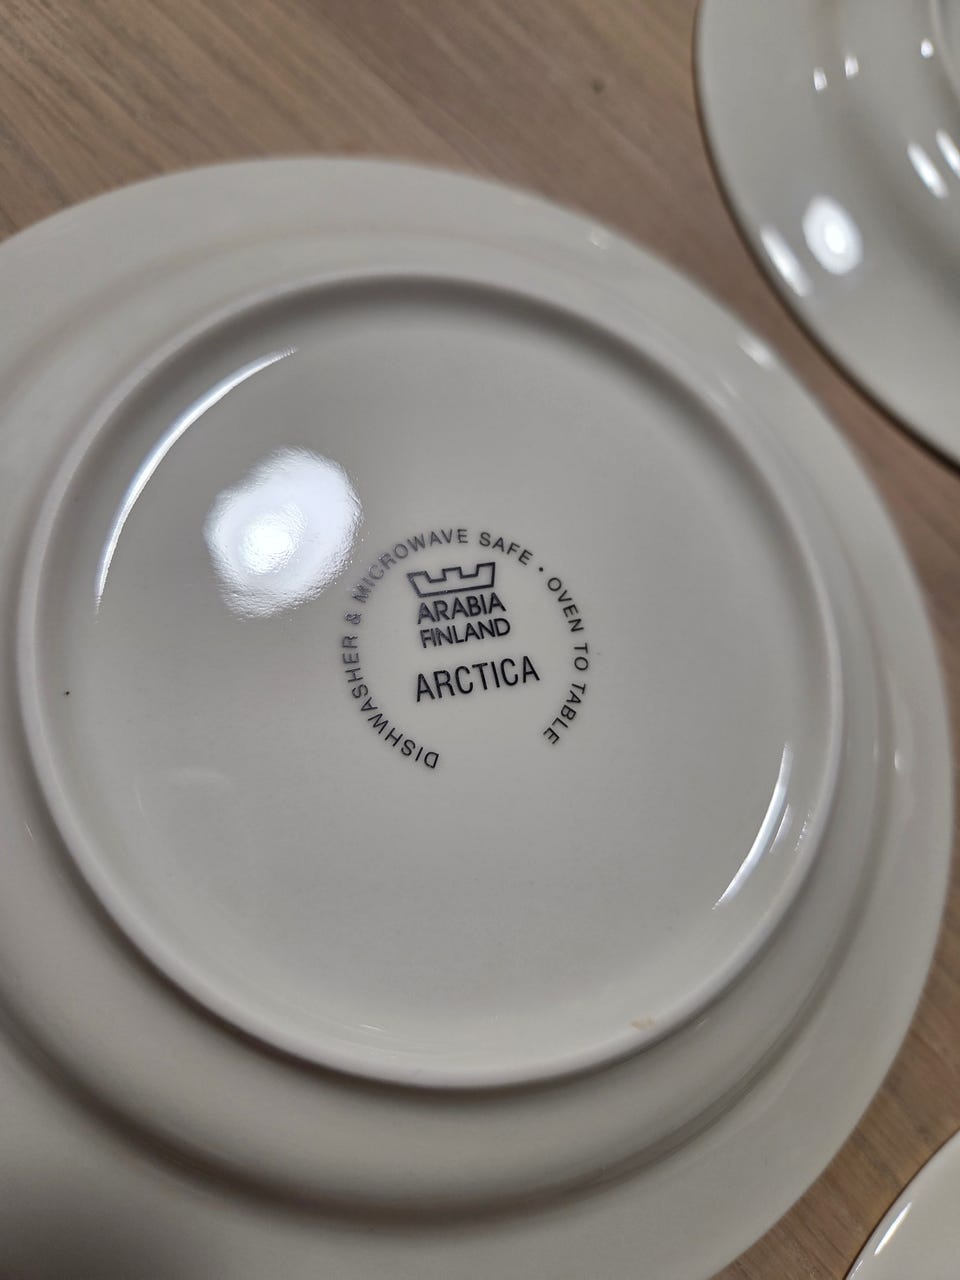 DISHWASHER & MICROWAVE SAFE • OVEN TO TABLE
ARABIA
FINLAND
ARCTICA